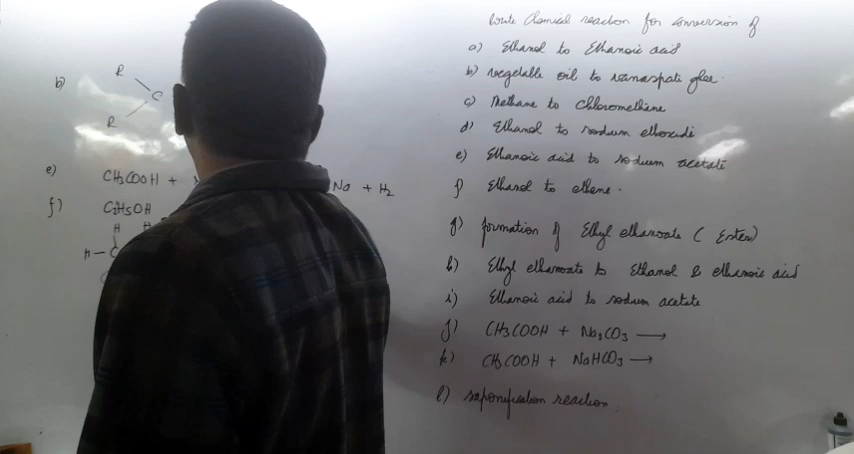 b)
R
C
R
e) CH3COOH + Na + H2
f) C2H5OH
H H
H - C
Write chemical reaction for conversion of
a) Ethanol to Ethanoic acid
b) vegetable oil to vanaspati ghee.
c) Methane to Chloromethane
d) Ethanol to sodium ethoxide
e) Ethanoic acid to sodium acetate
f) Ethanol to ethene.
g) formation of Ethyl ethanoate ( Ester)
h) Ethyl ethanoate to Ethanol & ethanoic acid
i) Ethanoic acid to sodium acetate
j) CH3COOH + Na2CO3 ⟶
k) CH3COOH + NaHCO3 ⟶
l) saponification reaction.